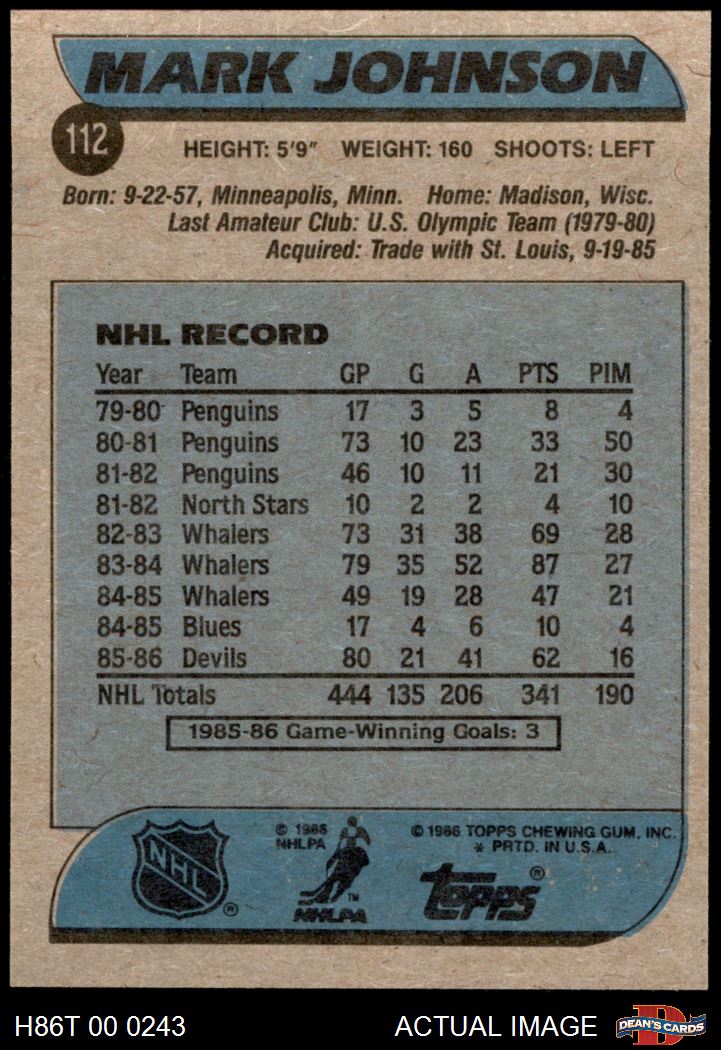 MARK JOHNSON
112
HEIGHT: 5'9" WEIGHT: 160 SHOOTS: LEFT
Born: 9-22-57, Minneapolis, Minn. Home: Madison, Wisc.
Last Amateur Club: U.S. Olympic Team (1979-80)
Acquired: Trade with St. Louis, 9-19-85
NHL RECORD
Year Team GP G A PTS PIM
79-80 Penguins 17 3 5 8 4
80-81 Penguins 73 10 23 33 50
81-82 Penguins 46 10 11 21 30
81-82 North Stars 10 2 2 4 10
82-83 Whalers 73 31 38 69 28
83-84 Whalers 79 35 52 87 27
84-85 Whalers 49 19 28 47 21
84-85 Blues 17 4 6 10 4
85-86 Devils 80 21 41 62 16
NHL Totals 444 135 206 341 190
1985-86 Game-Winning Goals: 3
NHL ®
© 1986
NHLPA
TM
NHLPA
© 1986 TOPPS CHEWING GUM, INC.
* PRTD. IN U.S.A.
topps ®
H86T 00 0243 ACTUAL IMAGE
D
DEAN'S CARDS